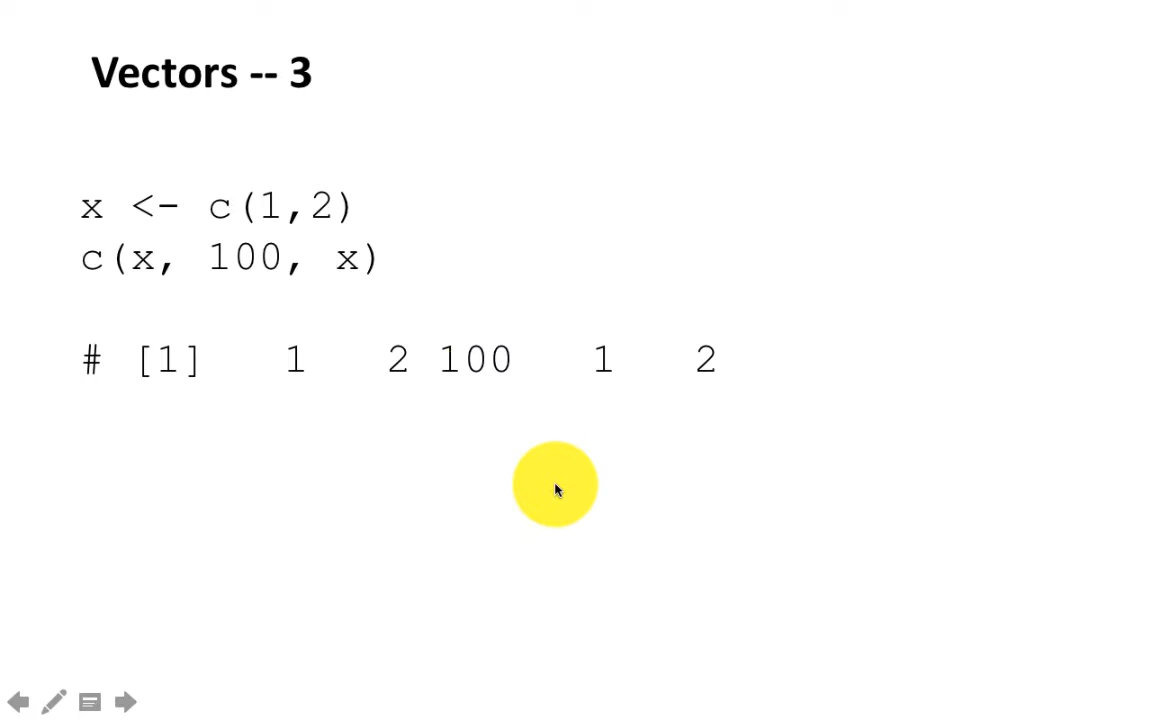 Vectors -- 3
x <- c(1,2)
c(x, 100, x)
# [1]   1   2 100   1   2